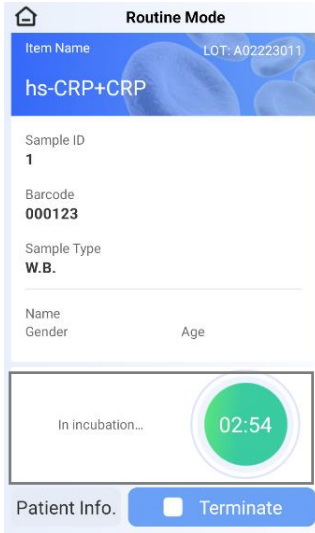 Routine Mode
Item Name LOT: A02223011
hs-CRP+CRP
Sample ID
1
Barcode
000123
Sample Type
W.B.
Name
Gender Age
In incubation... 02:54
Patient Info. Terminate